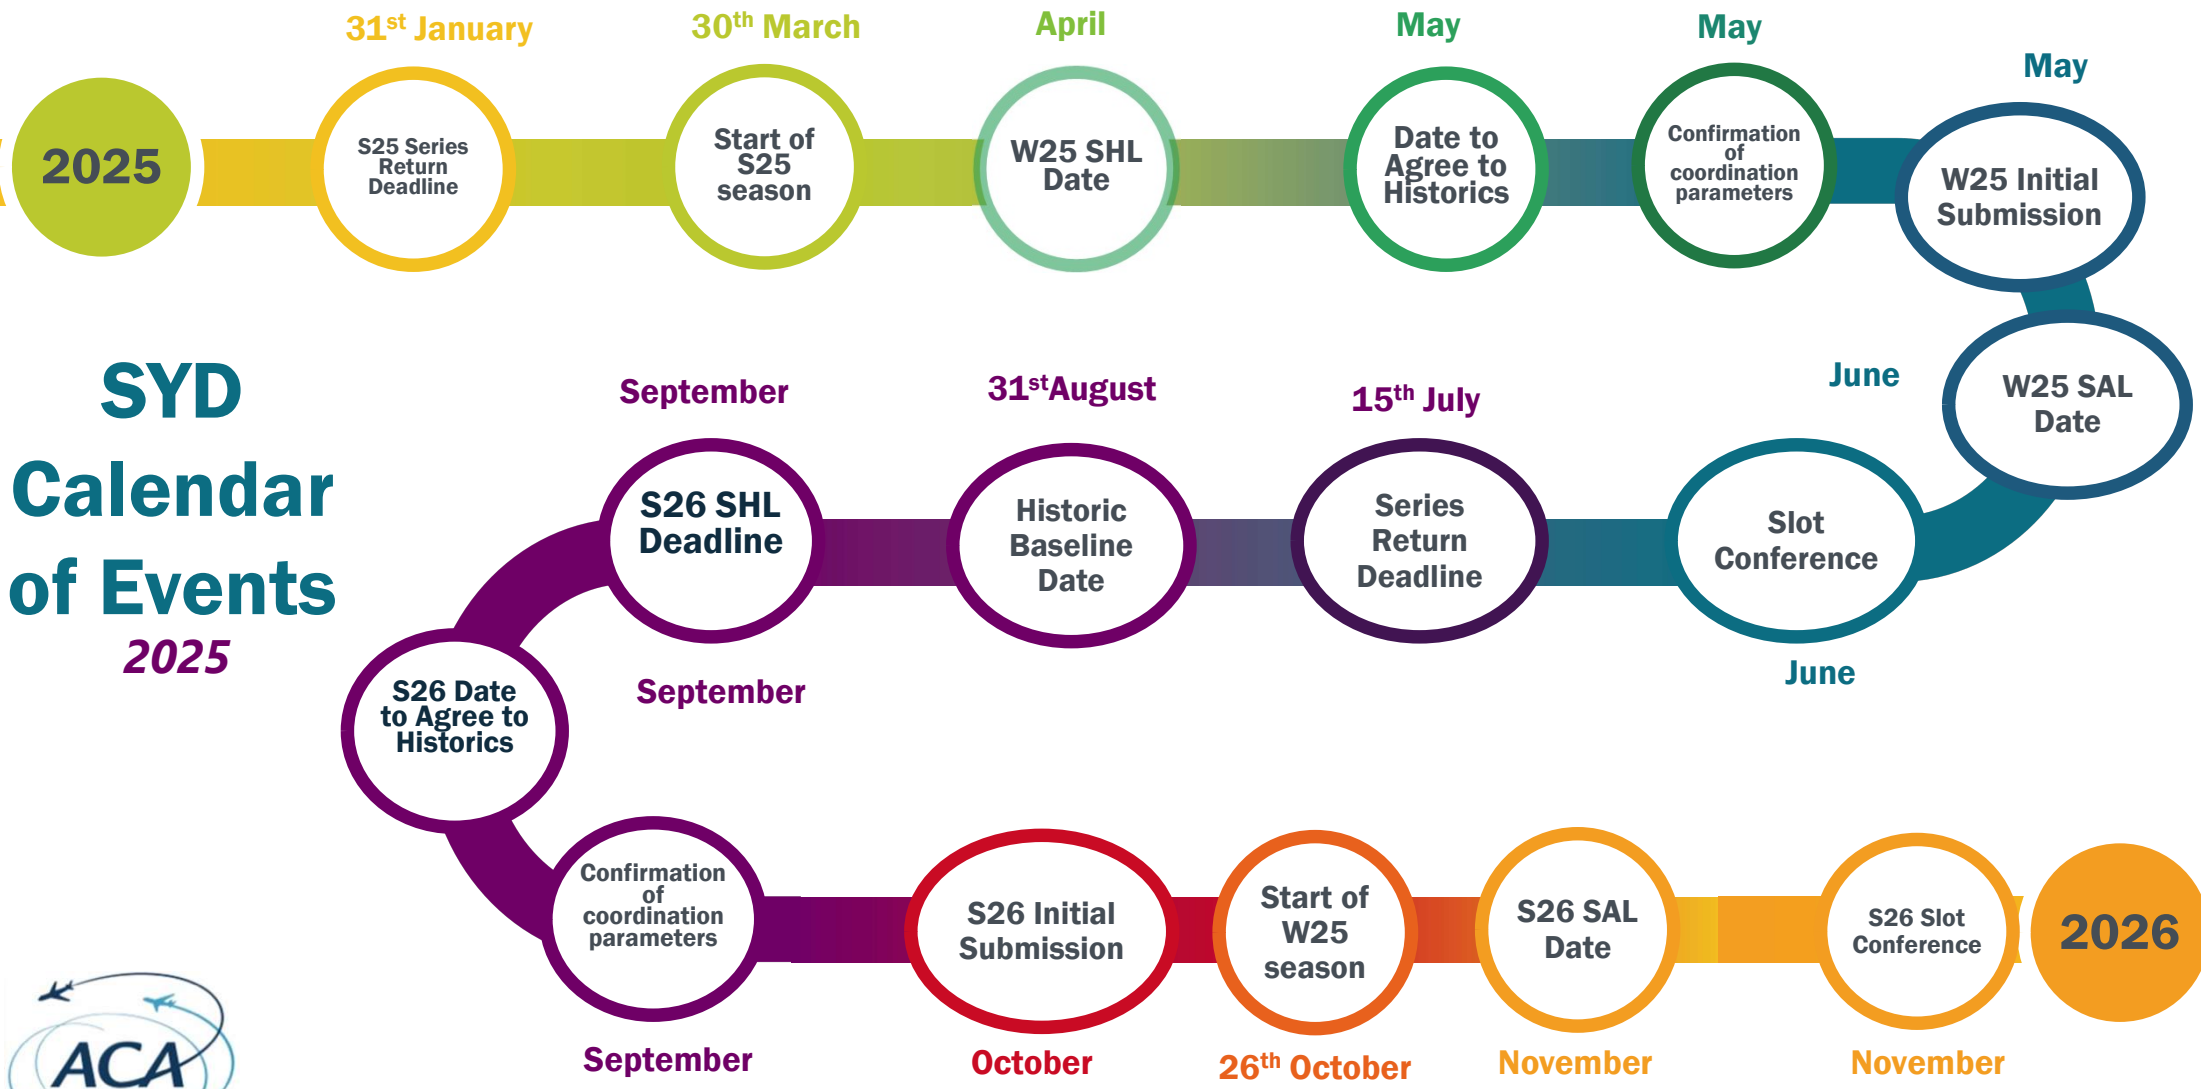 31st January
30th March
April
May
May
May
2025
S25 Series
Return
Deadline
Start of
S25
season
W25 SHL
Date
Date to
Agree to
Historics
Confirmation
of
coordination
parameters
W25 Initial
Submission
SYD
Calendar
of Events
2025
June
W25 SAL
Date
September
31stAugust
15th July
S26 SHL
Deadline
Historic
Baseline
Date
Series
Return
Deadline
Slot
Conference
June
September
S26 Date
to Agree to
Historics
Confirmation
of
coordination
parameters
S26 Initial
Submission
Start of
W25
season
S26 SAL
Date
S26 Slot
Conference
2026
September
October
26th October
November
November
ACA